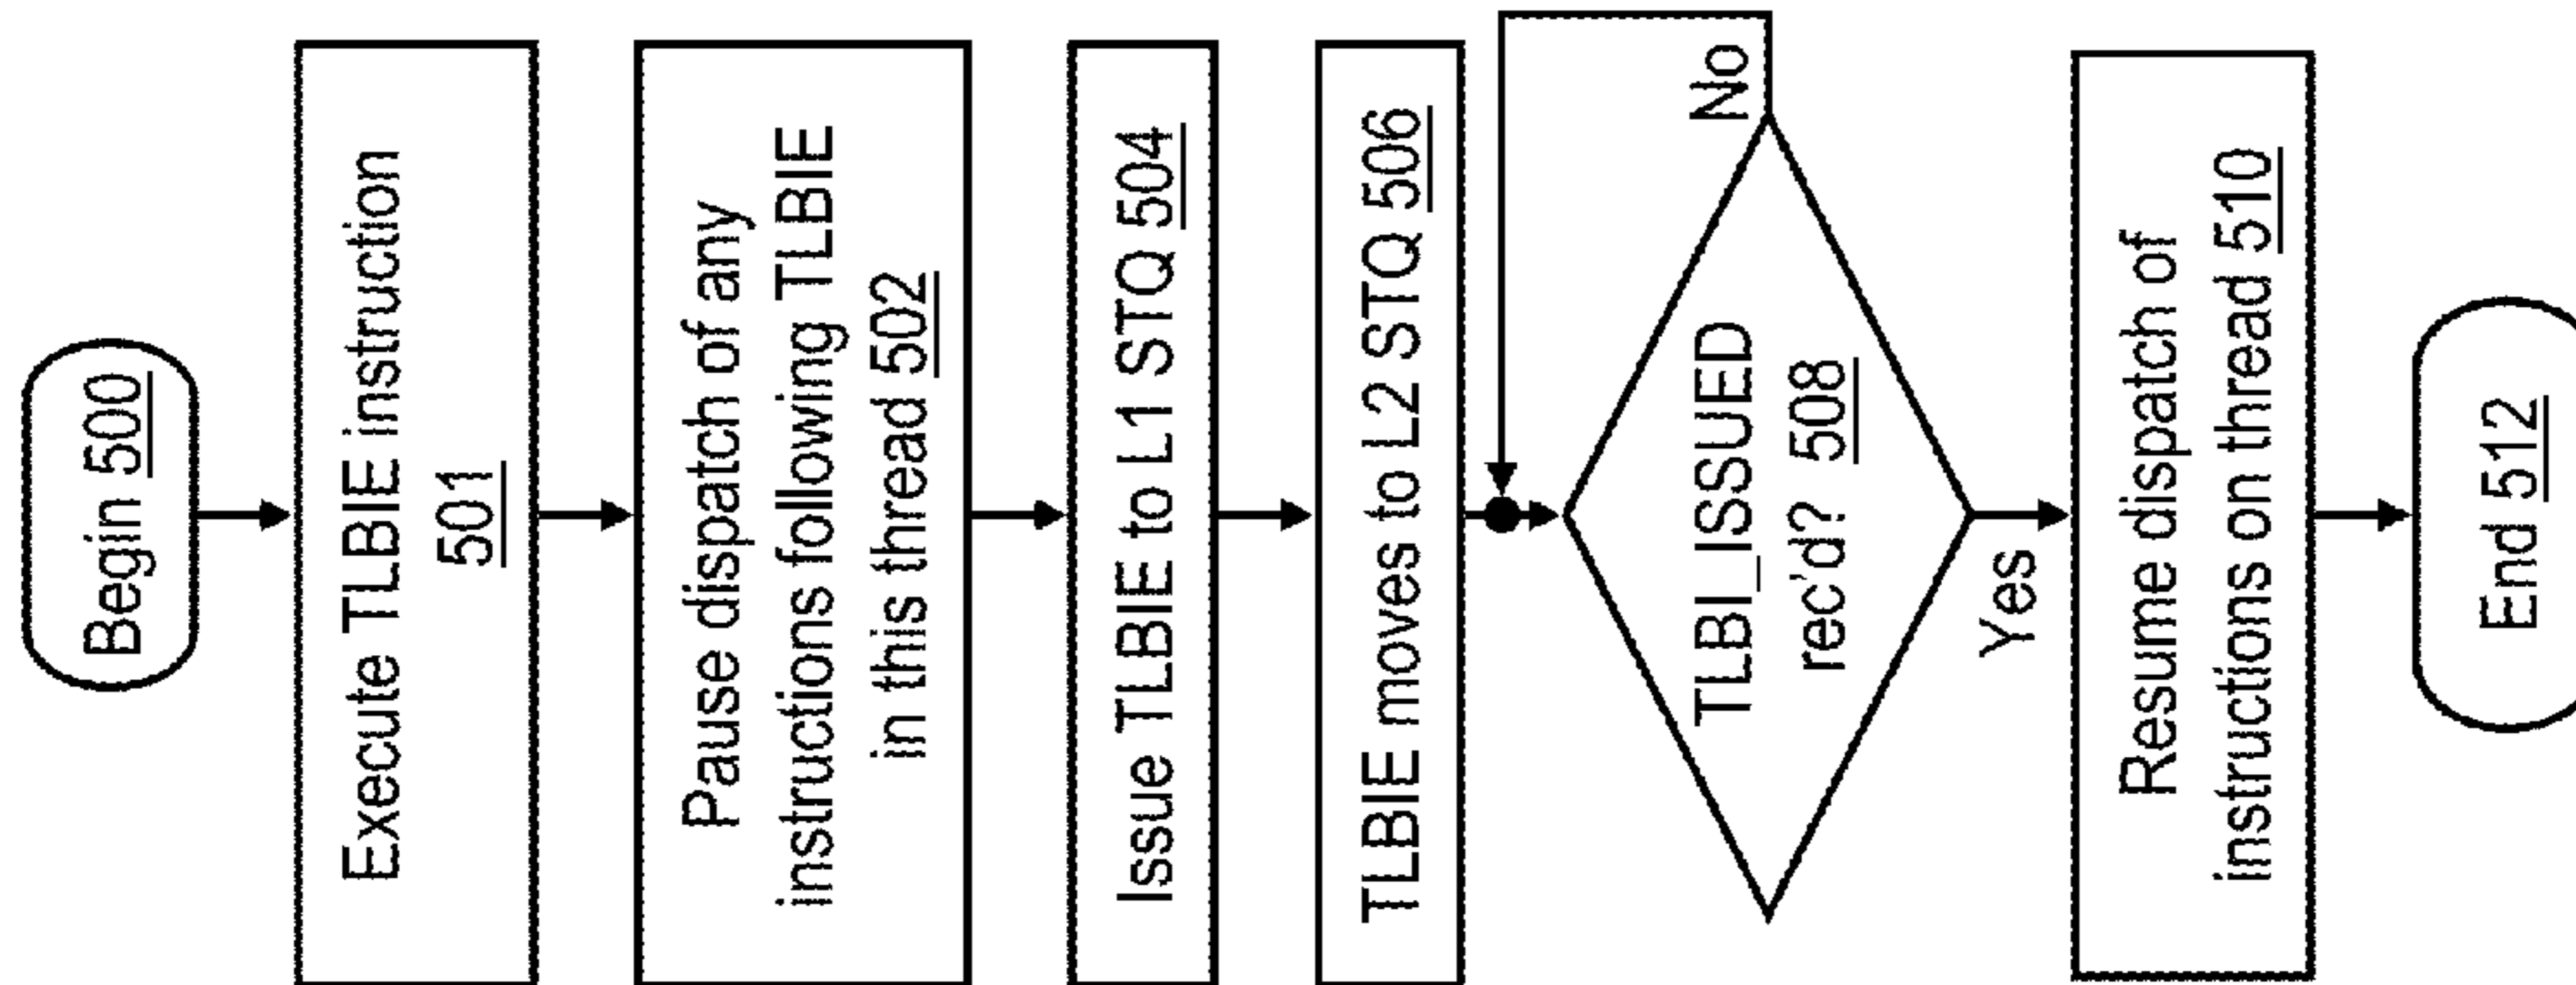 Begin 500
Execute TLBIE instruction
501
Pause dispatch of any
instructions following TLBIE
in this thread 502
Issue TLBIE to L1 STQ 504
TLBIE moves to L2 STQ 506
No
TLBI_ISSUED
rec'd? 508
Yes
Resume dispatch of
instructions on thread 510
End 512